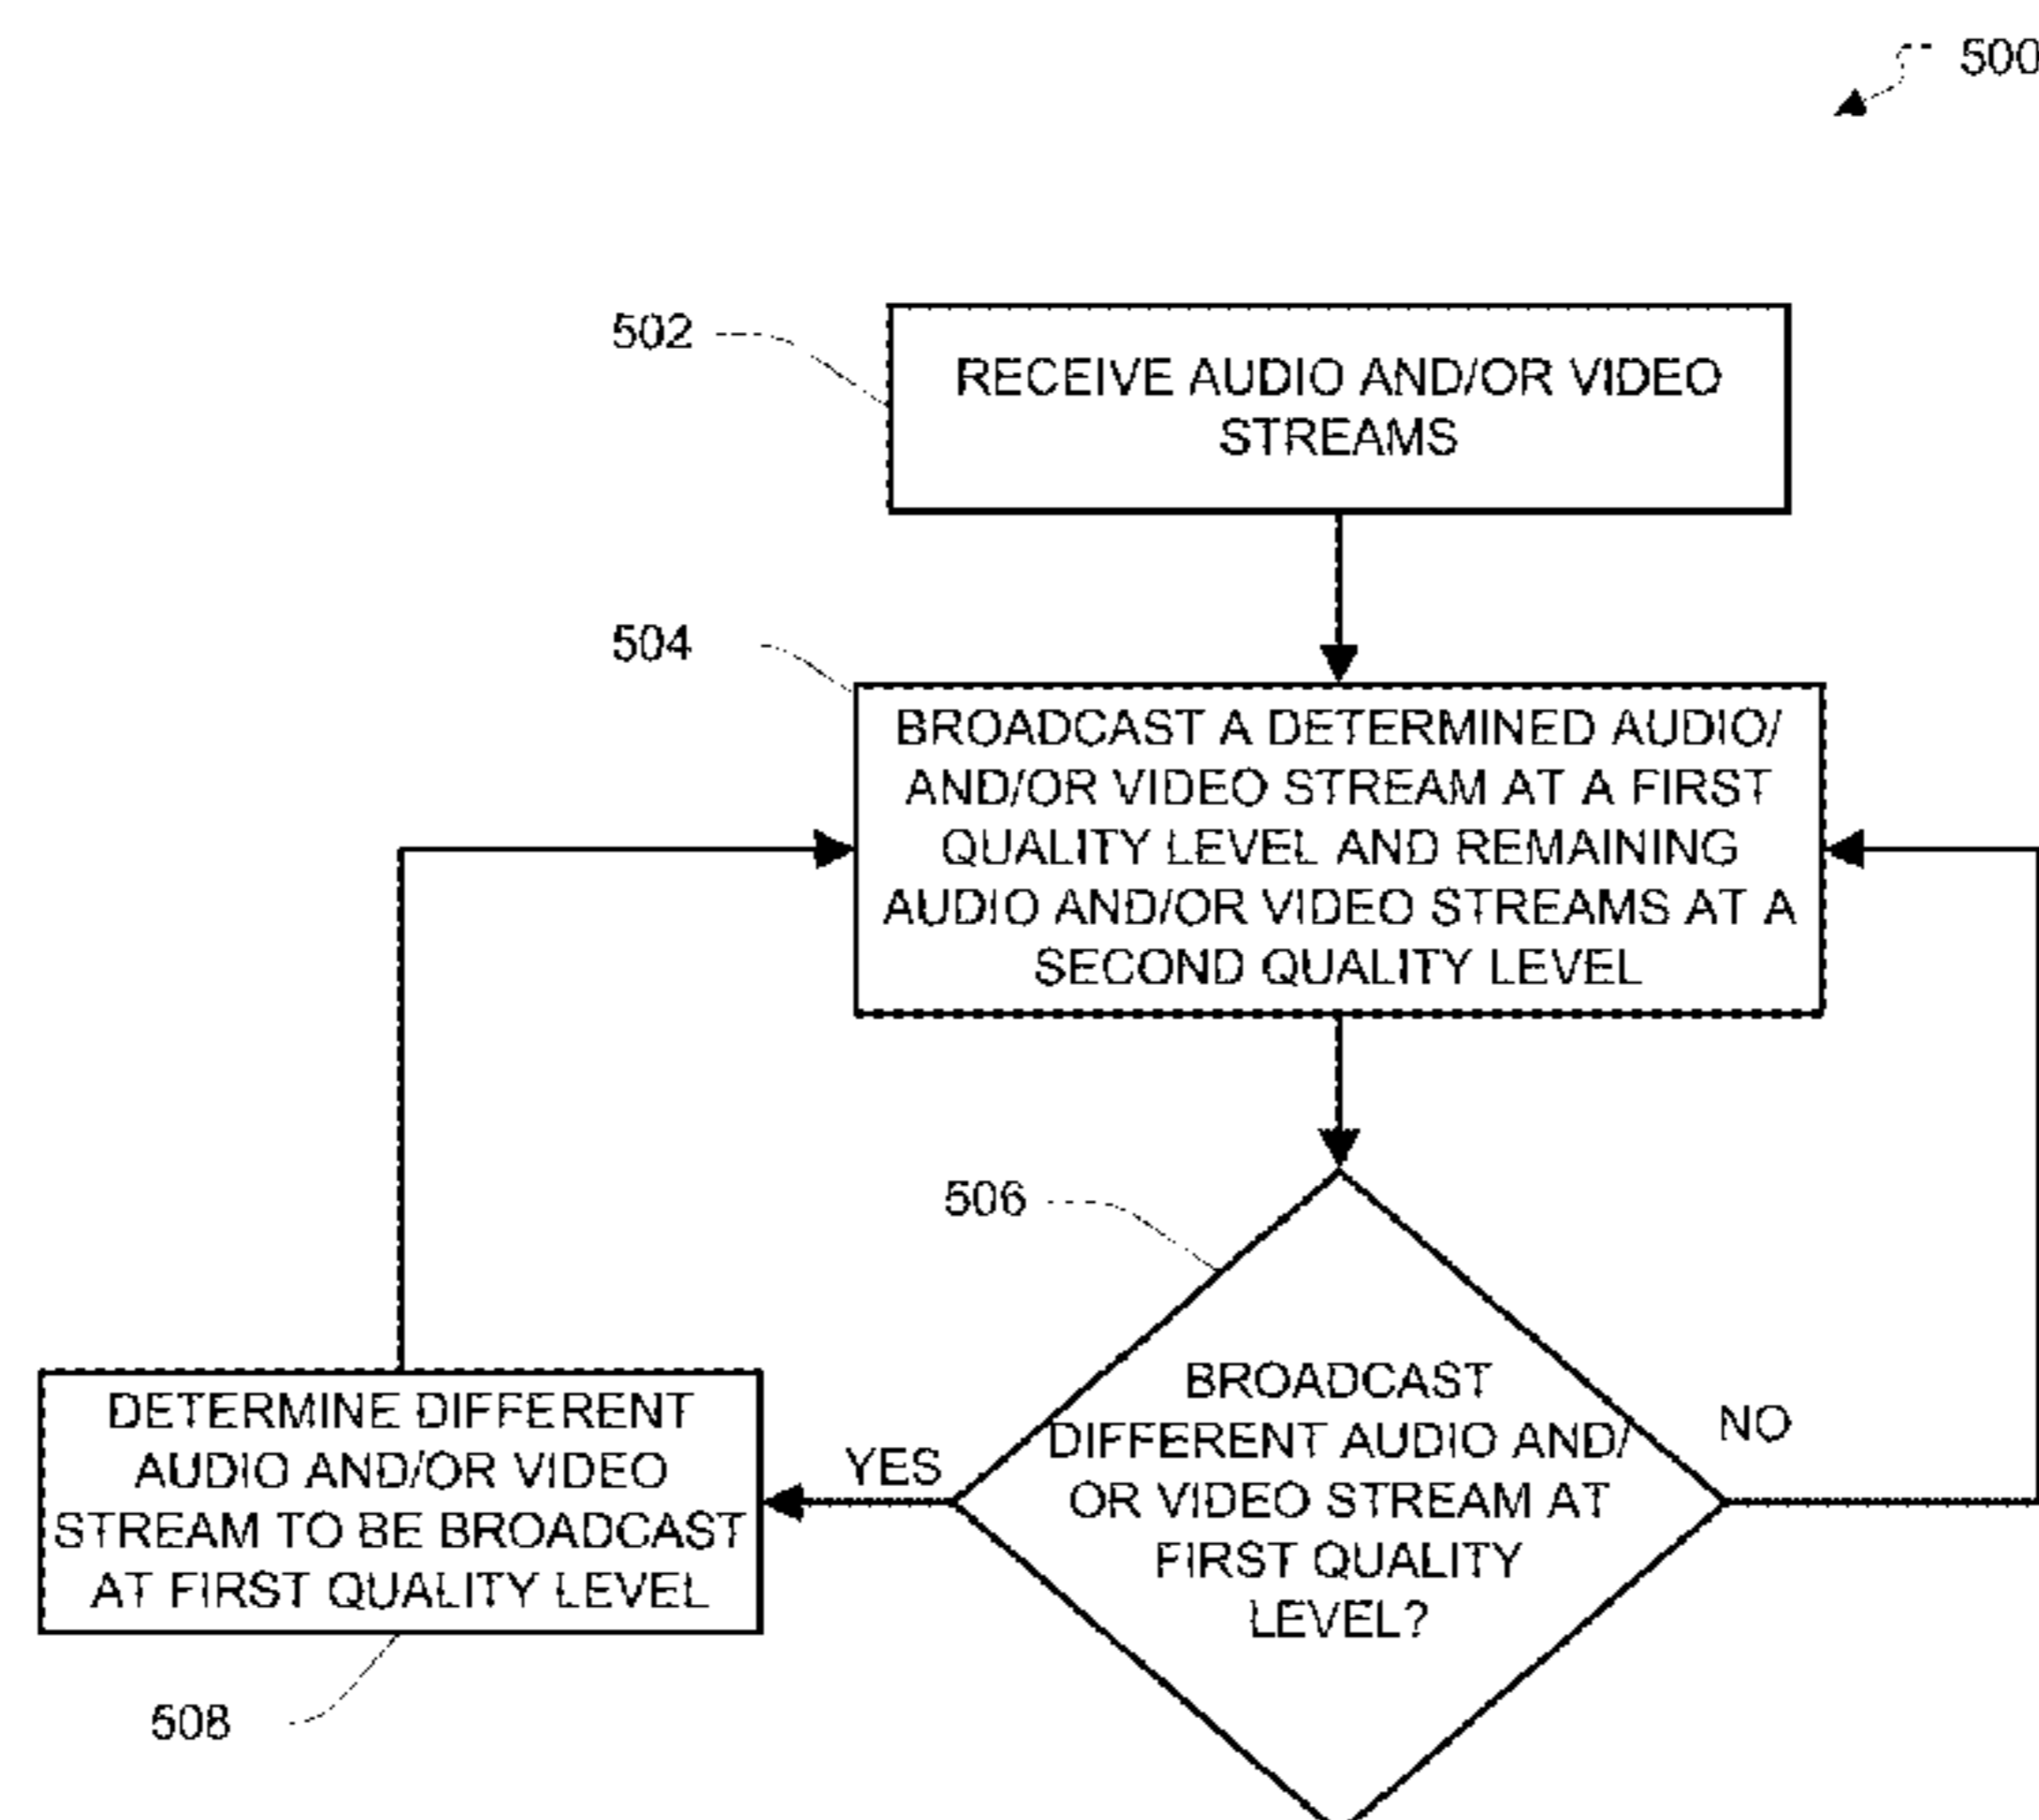 500
502
RECEIVE AUDIO AND/OR VIDEO
STREAMS
504
BROADCAST A DETERMINED AUDIO/
AND/OR VIDEO STREAM AT A FIRST
QUALITY LEVEL AND REMAINING
AUDIO AND/OR VIDEO STREAMS AT A
SECOND QUALITY LEVEL
506
BROADCAST
DIFFERENT AUDIO AND/
OR VIDEO STREAM AT
FIRST QUALITY
LEVEL?
NO
YES
DETERMINE DIFFERENT
AUDIO AND/OR VIDEO
STREAM TO BE BROADCAST
AT FIRST QUALITY LEVEL
508